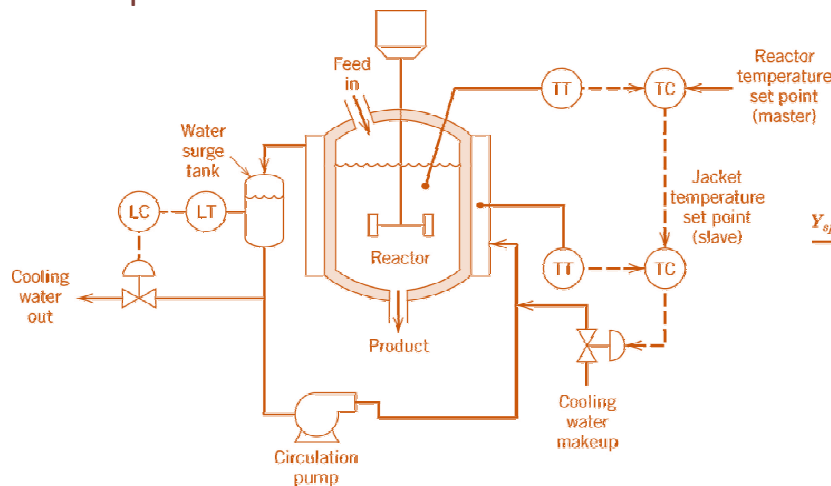 Feed
in
TT
TC
Reactor
temperature
set point
(master)
Water
surge
tank
LC
LT
Jacket
temperature
set point
(slave)
Reactor
TT
TC
Cooling
water
out
Product
Cooling
water
makeup
Circulation
pump